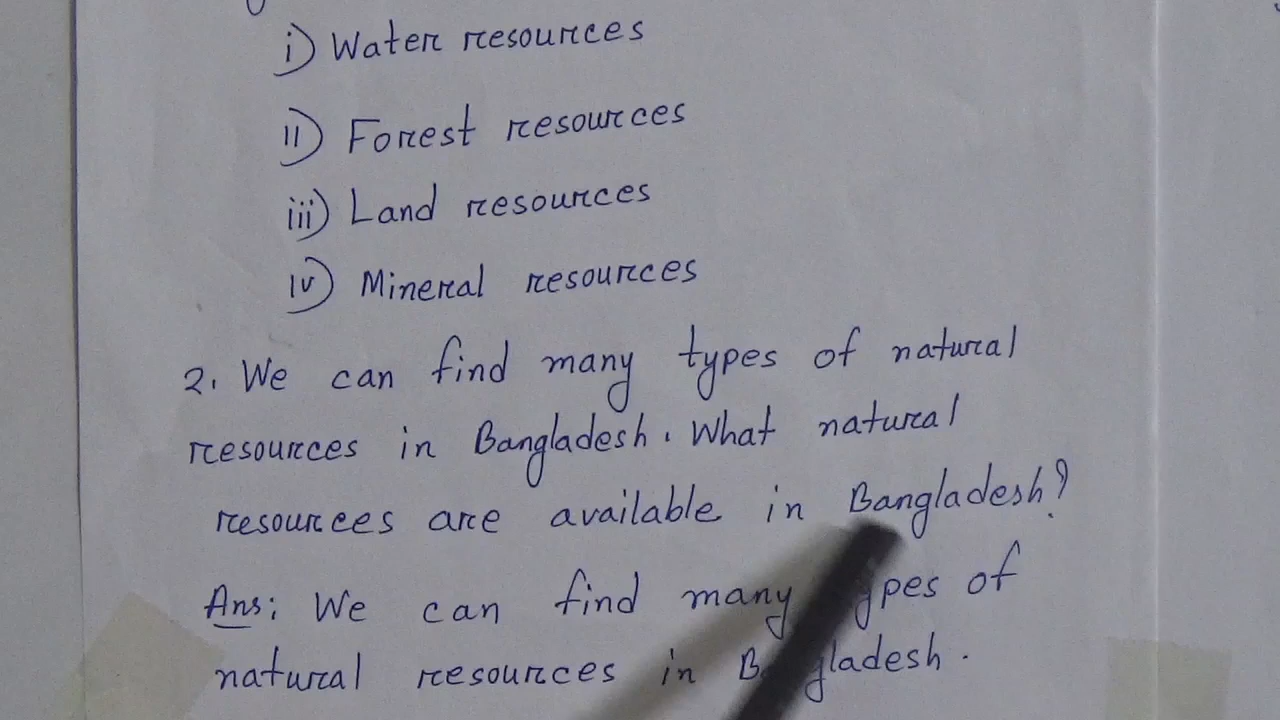 i) Water resources
ii) Forest resources
iii) Land resources
iv) Mineral resources
2. We can find many types of natural
resources in Bangladesh. What natural
resources are available in Bangladesh?
Ans: We can find many types of
natural resources in Bangladesh.